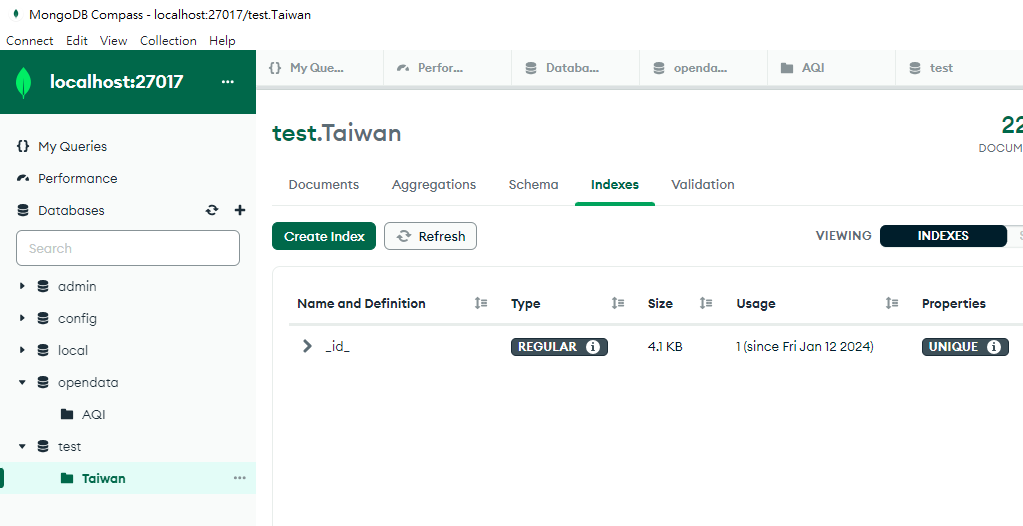 MongoDB Compass - localhost:27017/test.Taiwan
Connect Edit View Collection Help
localhost:27017 ...
{} My Queries
Performance
Databases
Search
admin
config
local
opendata
AQI
test
Taiwan ...
{} My Que... Perfor... Databa... openda... AQI test
test.Taiwan
22
DOCUM
Documents Aggregations Schema Indexes Validation
Create Index Refresh VIEWING INDEXES
Name and Definition Type Size Usage Properties
_id_ REGULAR 4.1 KB 1 (since Fri Jan 12 2024) UNIQUE